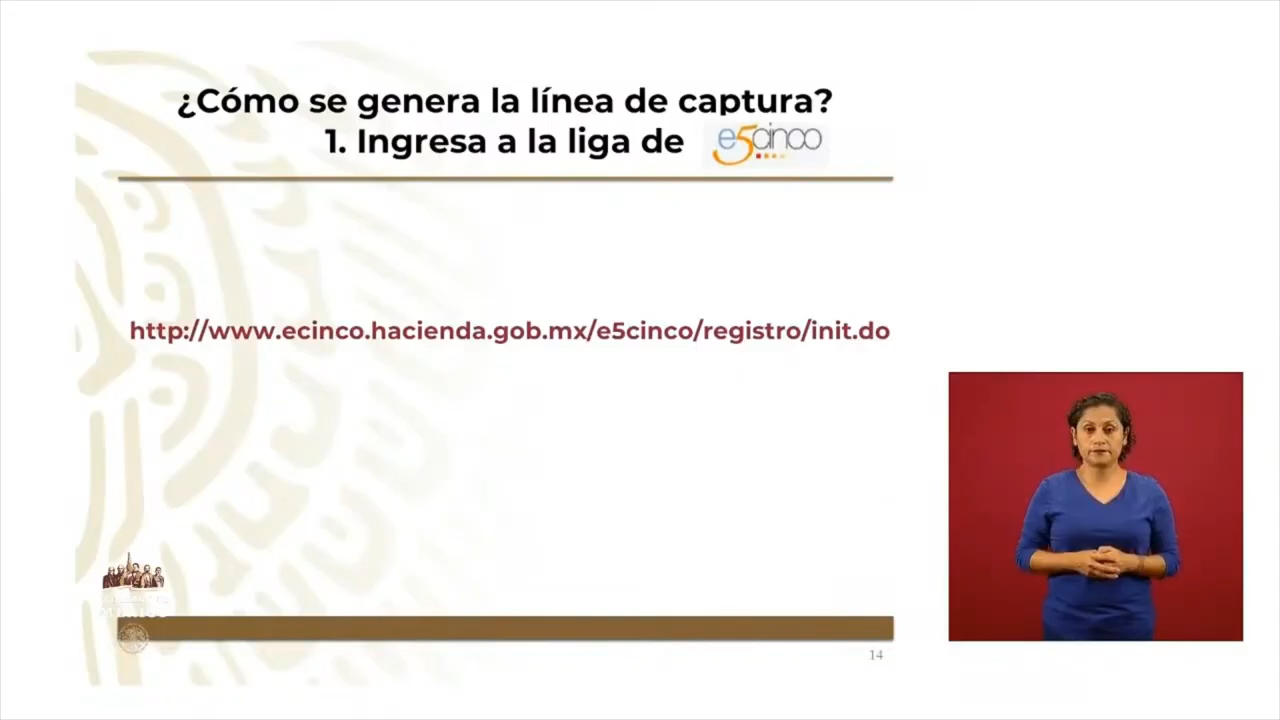 ¿Cómo se genera la línea de captura?
1. Ingresa a la liga de e5cinco
http://www.ecinco.hacienda.gob.mx/e5cinco/registro/init.do
14